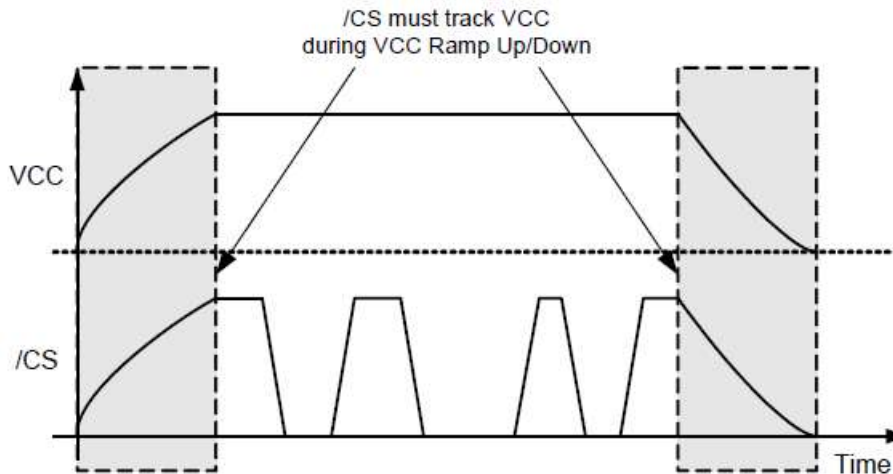 /CS must track VCC
during VCC Ramp Up/Down
VCC
/CS
Time